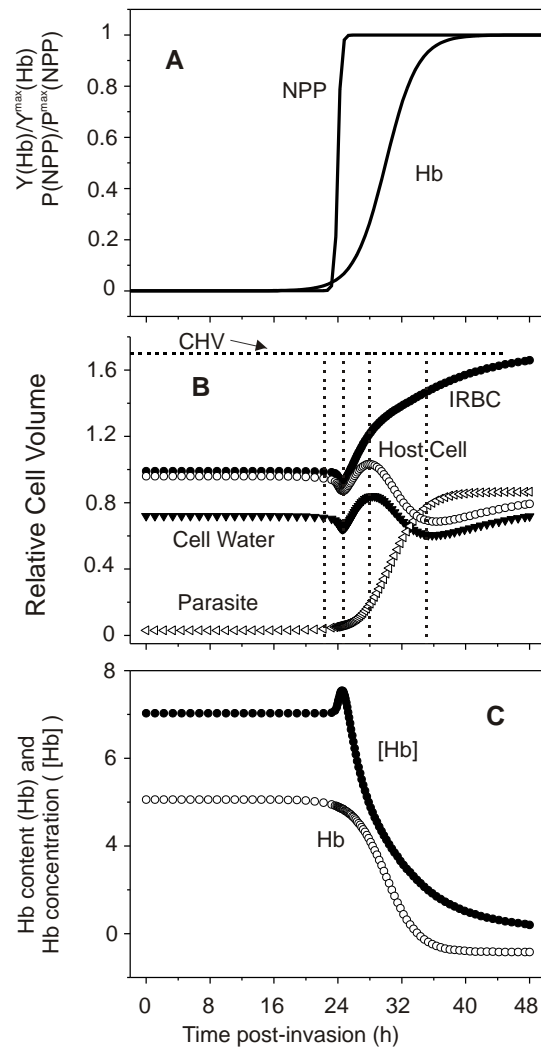 Y(Hb)/Y^max(Hb)
P(NPP)/P^max(NPP)
1
0.8
0.6
0.4
0.2
0
A
NPP
Hb
Relative Cell Volume
1.6
1.2
0.8
0.4
0
CHV
B
IRBC
Host Cell
Cell Water
Parasite
Hb content (Hb) and
Hb concentration ( [Hb] )
8
4
0
C
[Hb]
Hb
0 8 16 24 32 40 48
Time post-invasion (h)